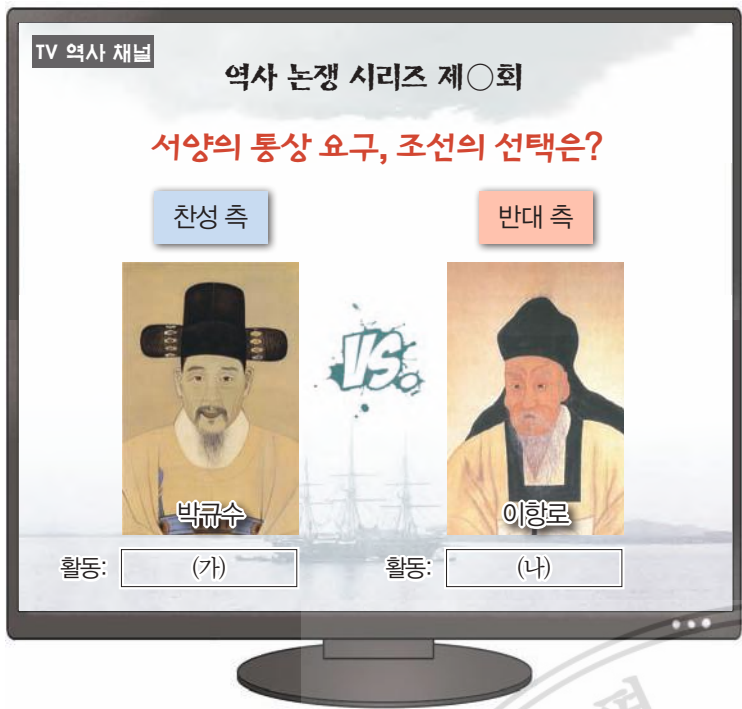 TV 역사 채널
역사 논쟁 시리즈 제○회
서양의 통상 요구, 조선의 선택은?
찬성 측
반대 측
VS.
박규수
이항로
활동: (가)
활동: (나)